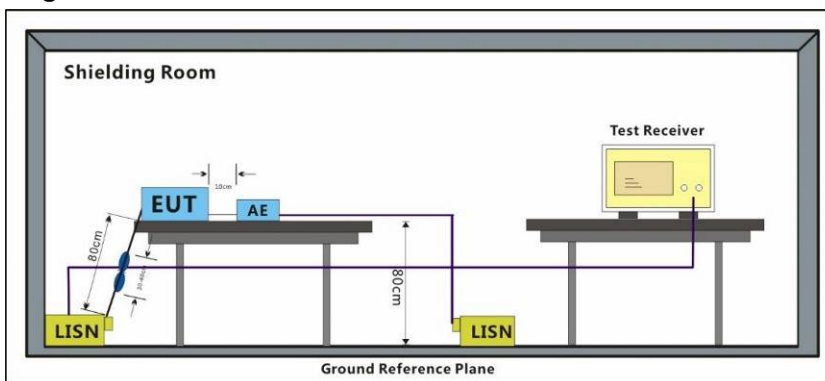 Shielding Room
Test Receiver
10cm
EUT
AE
80cm
80cm
LISN
LISN
Ground Reference Plane